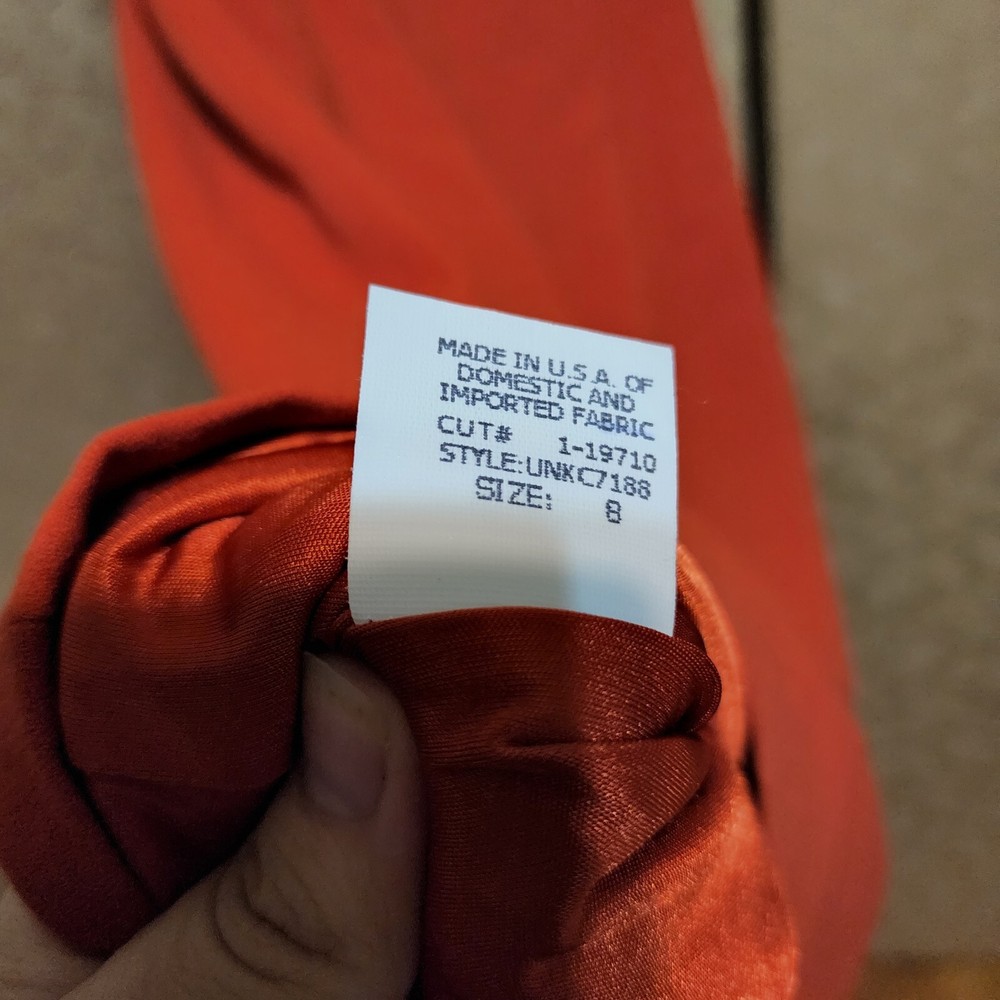 MADE IN U.S.A. OF
DOMESTIC AND
IMPORTED FABRIC
CUT# 1-19710
STYLE:UNKC7188
SIZE: 8